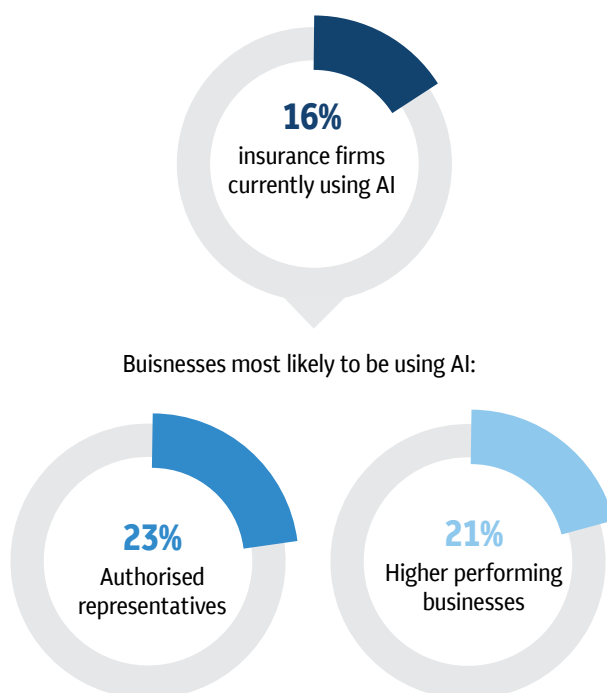 16%
insurance firms
currently using AI
Buisnesses most likely to be using AI:
23%
Authorised
representatives
21%
Higher performing
businesses